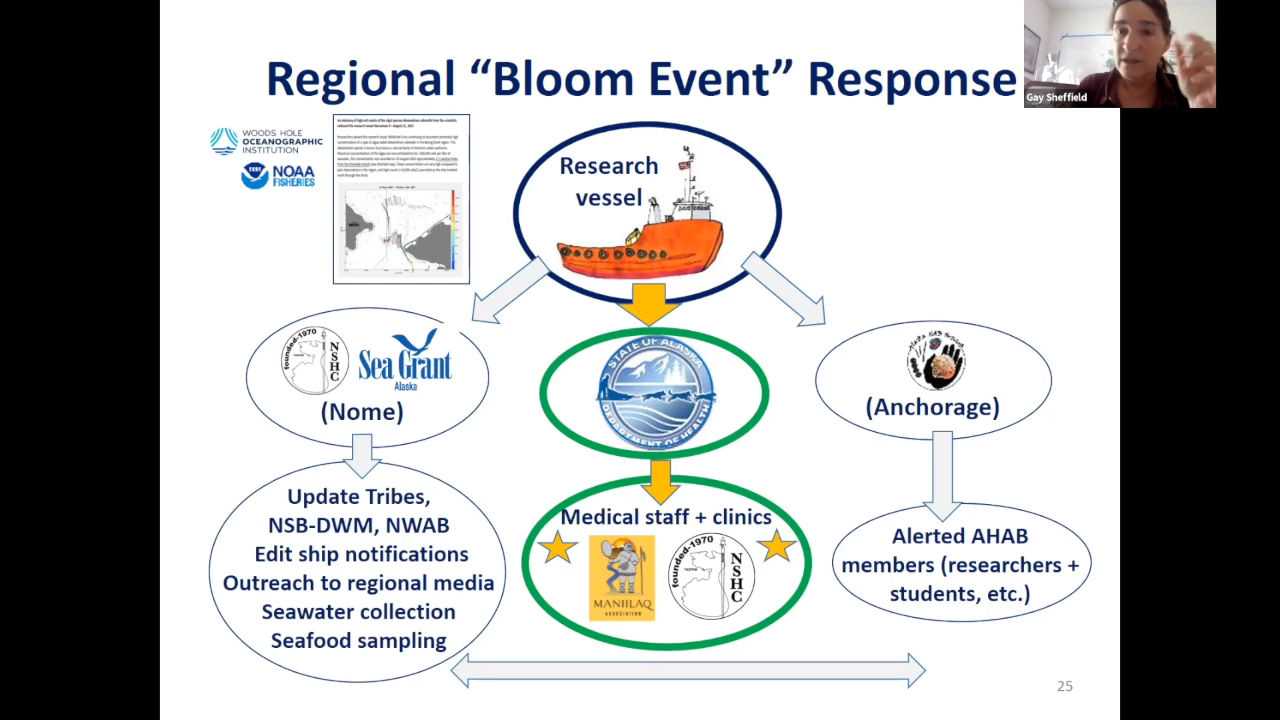 Regional “Bloom Event” Response
Gay Sheffield
WOODS HOLE
OCEANOGRAPHIC
INSTITUTION
NOAA
FISHERIES
Research
vessel
founded-1970
NSHC
Sea Grant
Alaska
(Nome)
STATE OF ALASKA
DEPARTMENT OF HEALTH
(Anchorage)
Update Tribes,
NSB-DWM, NWAB
Edit ship notifications
Outreach to regional media
Seawater collection
Seafood sampling
Medical staff + clinics
MANIILAQ
ASSOCIATION
founded-1970
NSHC
Alerted AHAB
members (researchers +
students, etc.)
25